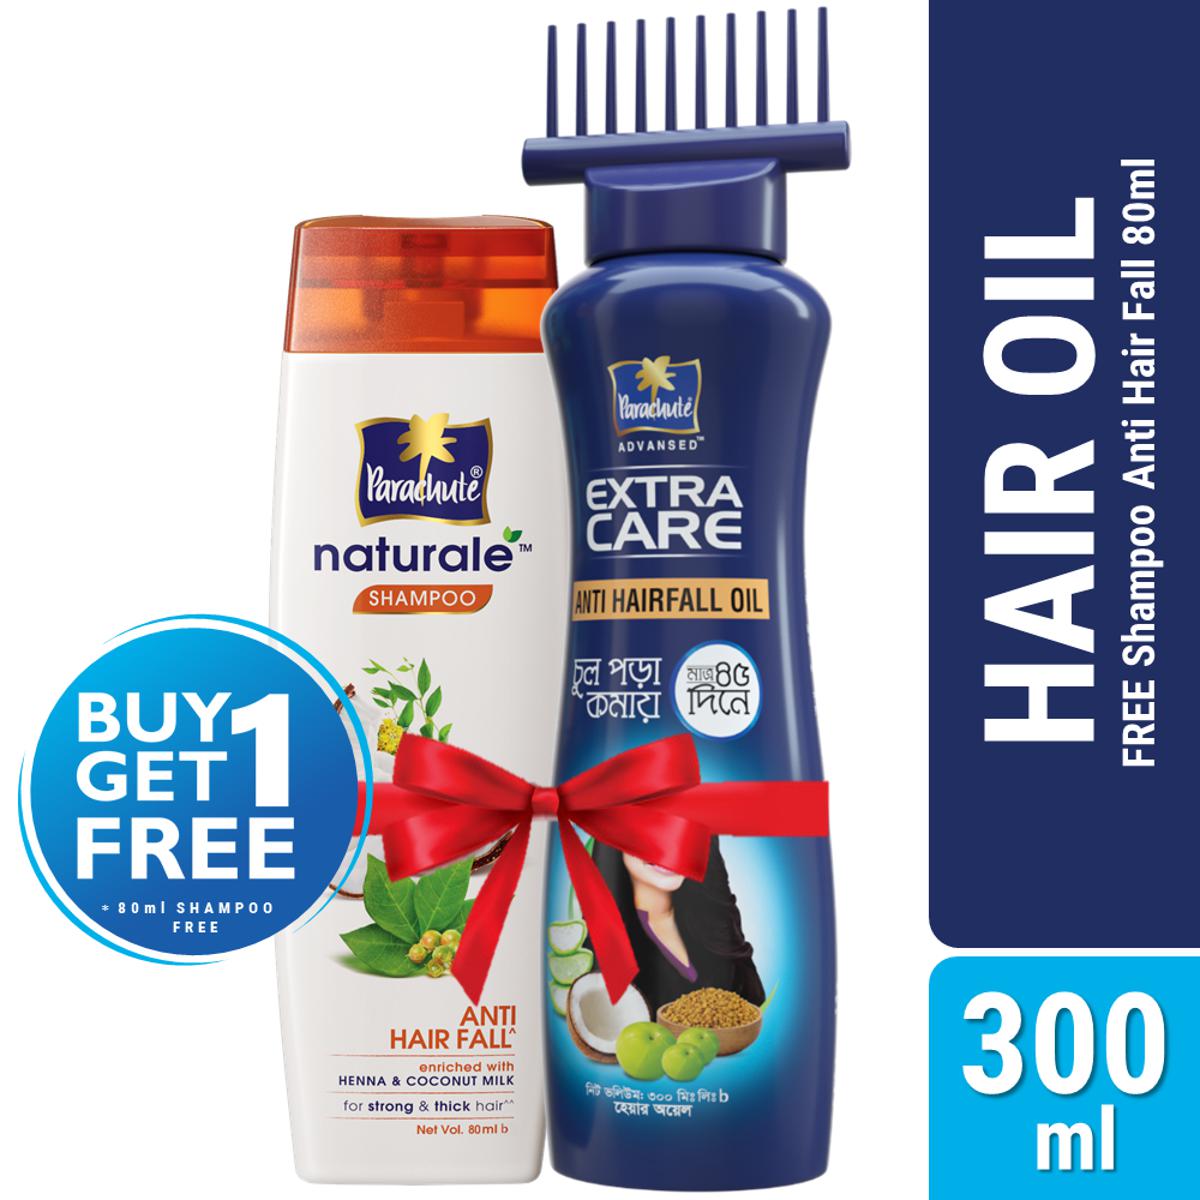 Parachute®
naturale™
SHAMPOO
ANTI
HAIR FALL^
enriched with
HENNA & COCONUT MILK
for strong & thick hair^^
Net Vol. 80ml b
Parachute
ADVANSED™
EXTRA
CARE
ANTI HAIRFALL OIL
চুল পড়া
কমায়
মাত্র ৪৫
দিনে
নিট ভলিউম: ৩০০ মিঃলিঃ b
হেয়ার অয়েল
BUY 1
GET
FREE
* 80ml SHAMPOO
FREE
HAIR OIL
FREE Shampoo Anti Hair Fall 80ml
300
ml